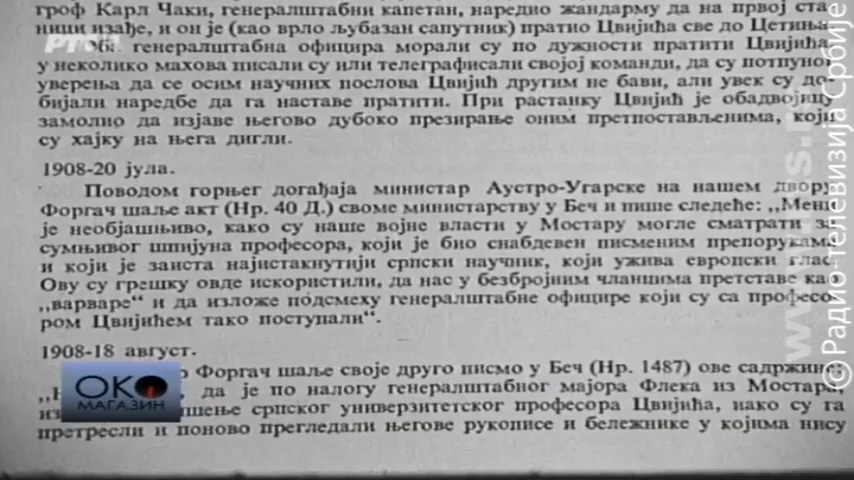 гроф Карл Чаки, генералштабни капетан, наредио жандарму да на првој ста-
ници изађе, и он је (као врло љубазан сапутник) пратио Цвијића све до Цетиња.
Оба генералштабна официра морали су по дужности пратити Цвијића
у неколико махова писали су или телеграфисали својој команди, да су потпуног
уверења да се осим научних послова Цвијић другим не бави, али увек су до-
бијали наредбе да га наставе пратити. При растанку Цвијић је обадвојицу
замолио да изјаве његово дубоко презирање оним претпостављенима, који
су хајку на њега дигли.
1908-20 јула.
Поводом горњег догађаја министар Аустро-Угарске на нашем двору
Форгач шаље акт (Нр. 40 Д.) своме министарству у Беч и пише следеће: „Мени
је необјашњиво, како су наше војне власти у Мостару могле сматрати за
сумњивог шпијуна професора, који је био снабдевен писменим препорукама
и који је заиста најистакнутији српски научник, који ужива европски глас.
Ову су грешку овде искористили, да нас у безбројним чланцима претставе као
„варваре“ и да изложе подсмеху генералштабне официре који су са професо-
ром Цвијићем тако поступали“.
1908-18 август.
Форгач шаље своје друго писмо у Беч (Нр. 1487) ове садржине:
да је по налогу генералштабног мајора Флека из Мостара,
српског универзитетског професора Цвијића, иако су га
претресли и поново прегледали његове рукописе и бележнике у којима нису
ОКО
МАГАЗИН
© Радио-телевизија Србије